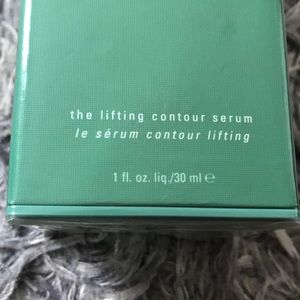 the lifting contour serum
le sérum contour lifting
1 fl. oz. liq./30 ml ℮